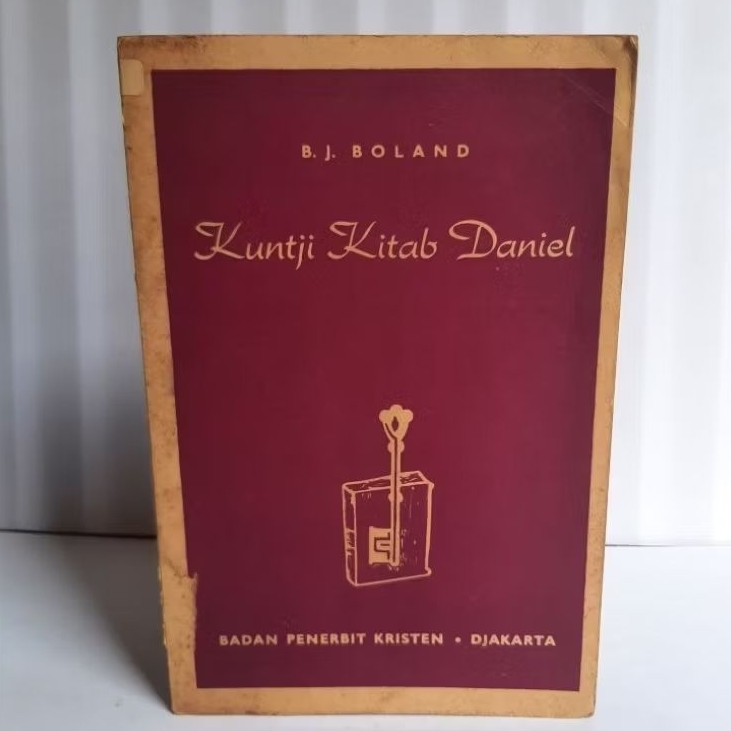 B. J. BOLAND
Kuntji Kitab Daniel
BADAN PENERBIT KRISTEN • DJAKARTA